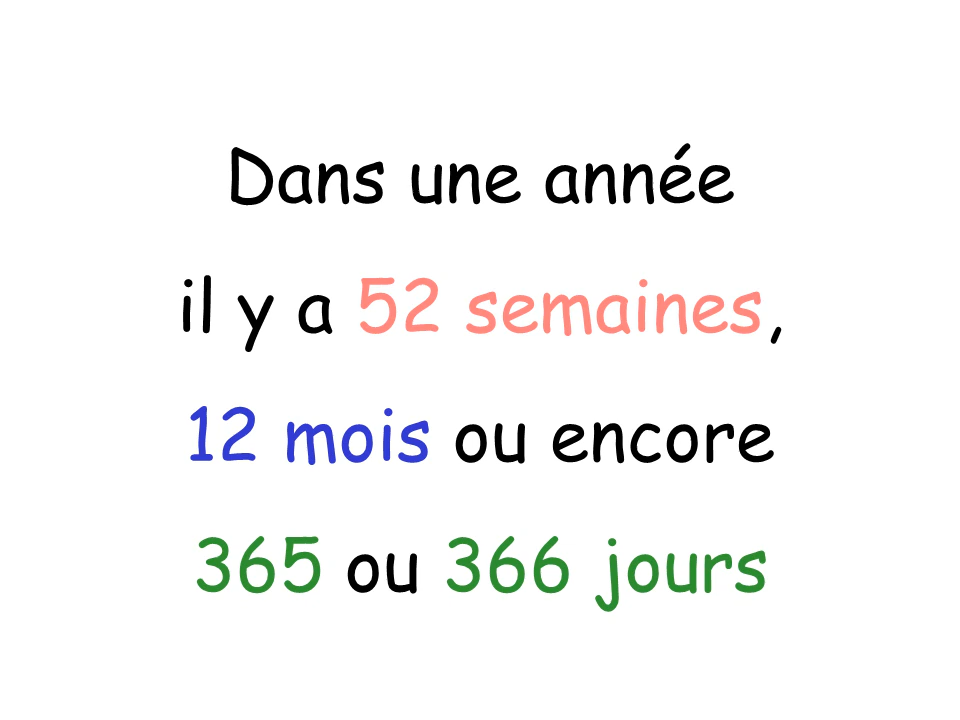 Dans une année
il y a 52 semaines,
12 mois ou encore
365 ou 366 jours